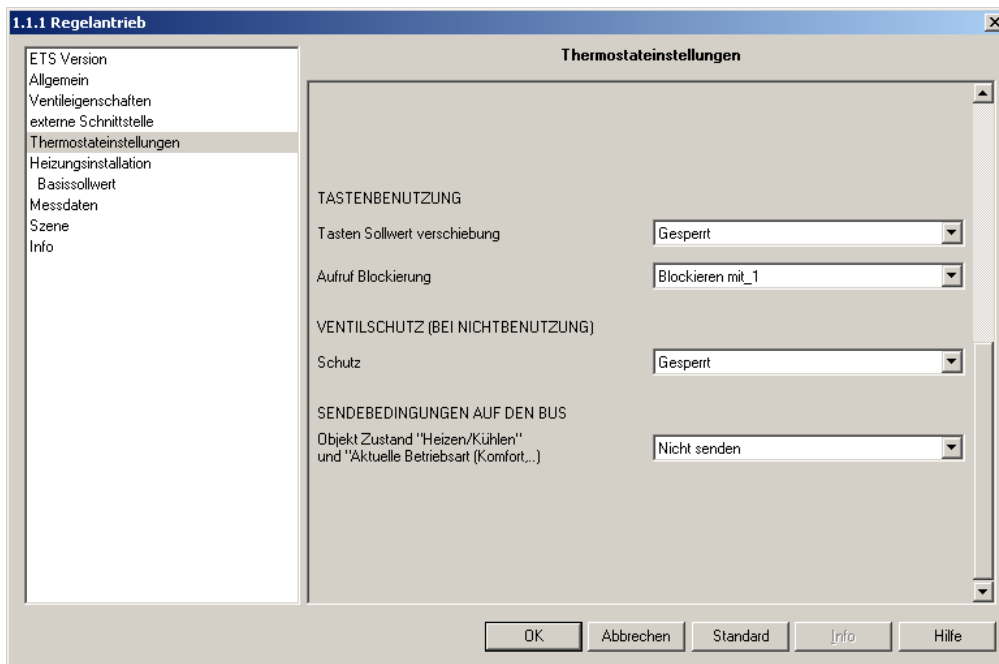 1.1.1 Regelantrieb
ETS Version
Allgemein
Ventileigenschaften
externe Schnittstelle
Thermostateinstellungen
Heizungsinstallation
Basissollwert
Messdaten
Szene
Info
Thermostateinstellungen
TASTENBENUTZUNG
Tasten Sollwert verschiebung
Gesperrt
Aufruf Blockierung
Blockieren mit_1
VENTILSCHUTZ (BEI NICHTBENUTZUNG)
Schutz
Gesperrt
SENDEBEDINGUNGEN AUF DEN BUS
Objekt Zustand "Heizen/Kühlen"
und "Aktuelle Betriebsart (Komfort,..)
Nicht senden
OK
Abbrechen
Standard
Info
Hilfe